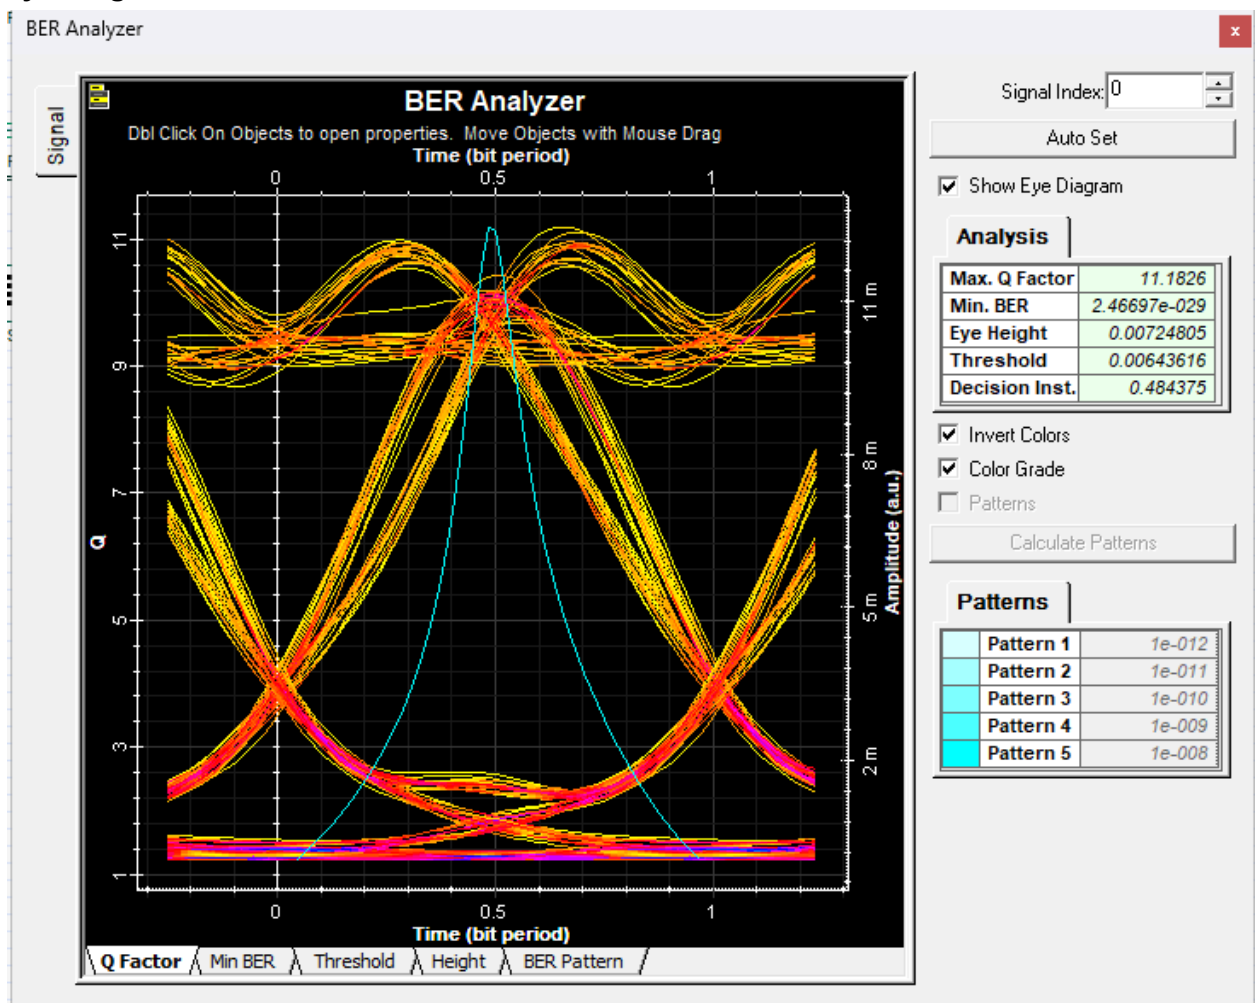 BER Analyzer
x
Signal
BER Analyzer
Dbl Click On Objects to open properties. Move Objects with Mouse Drag
Time (bit period)
0 0.5 1
11
9
7
5
3
1
Q
11 m
8 m
5 m
2 m
Amplitude (a.u.)
0 0.5 1
Time (bit period)
Q Factor Min BER Threshold Height BER Pattern
Signal Index: 0
Auto Set
Show Eye Diagram
Analysis
Max. Q Factor 11.1826
Min. BER 2.46697e-029
Eye Height 0.00724805
Threshold 0.00643616
Decision Inst. 0.484375
Invert Colors
Color Grade
Patterns
Calculate Patterns
Patterns
Pattern 1 1e-012
Pattern 2 1e-011
Pattern 3 1e-010
Pattern 4 1e-009
Pattern 5 1e-008